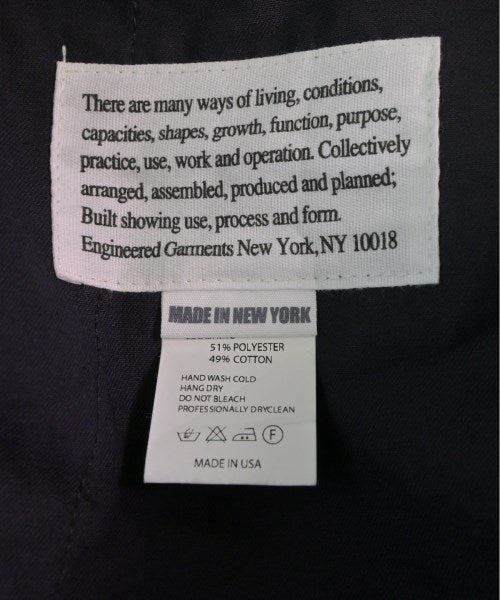 There are many ways of living, conditions,
capacities, shapes, growth, function, purpose,
practice, use, work and operation. Collectively
arranged, assembled, produced and planned;
Built showing use, process and form.
Engineered Garments New York, NY 10018
MADE IN NEW YORK
51% POLYESTER
49% COTTON
HAND WASH COLD
HANG DRY
DO NOT BLEACH
PROFESSIONALLY DRYCLEAN
F
MADE IN USA